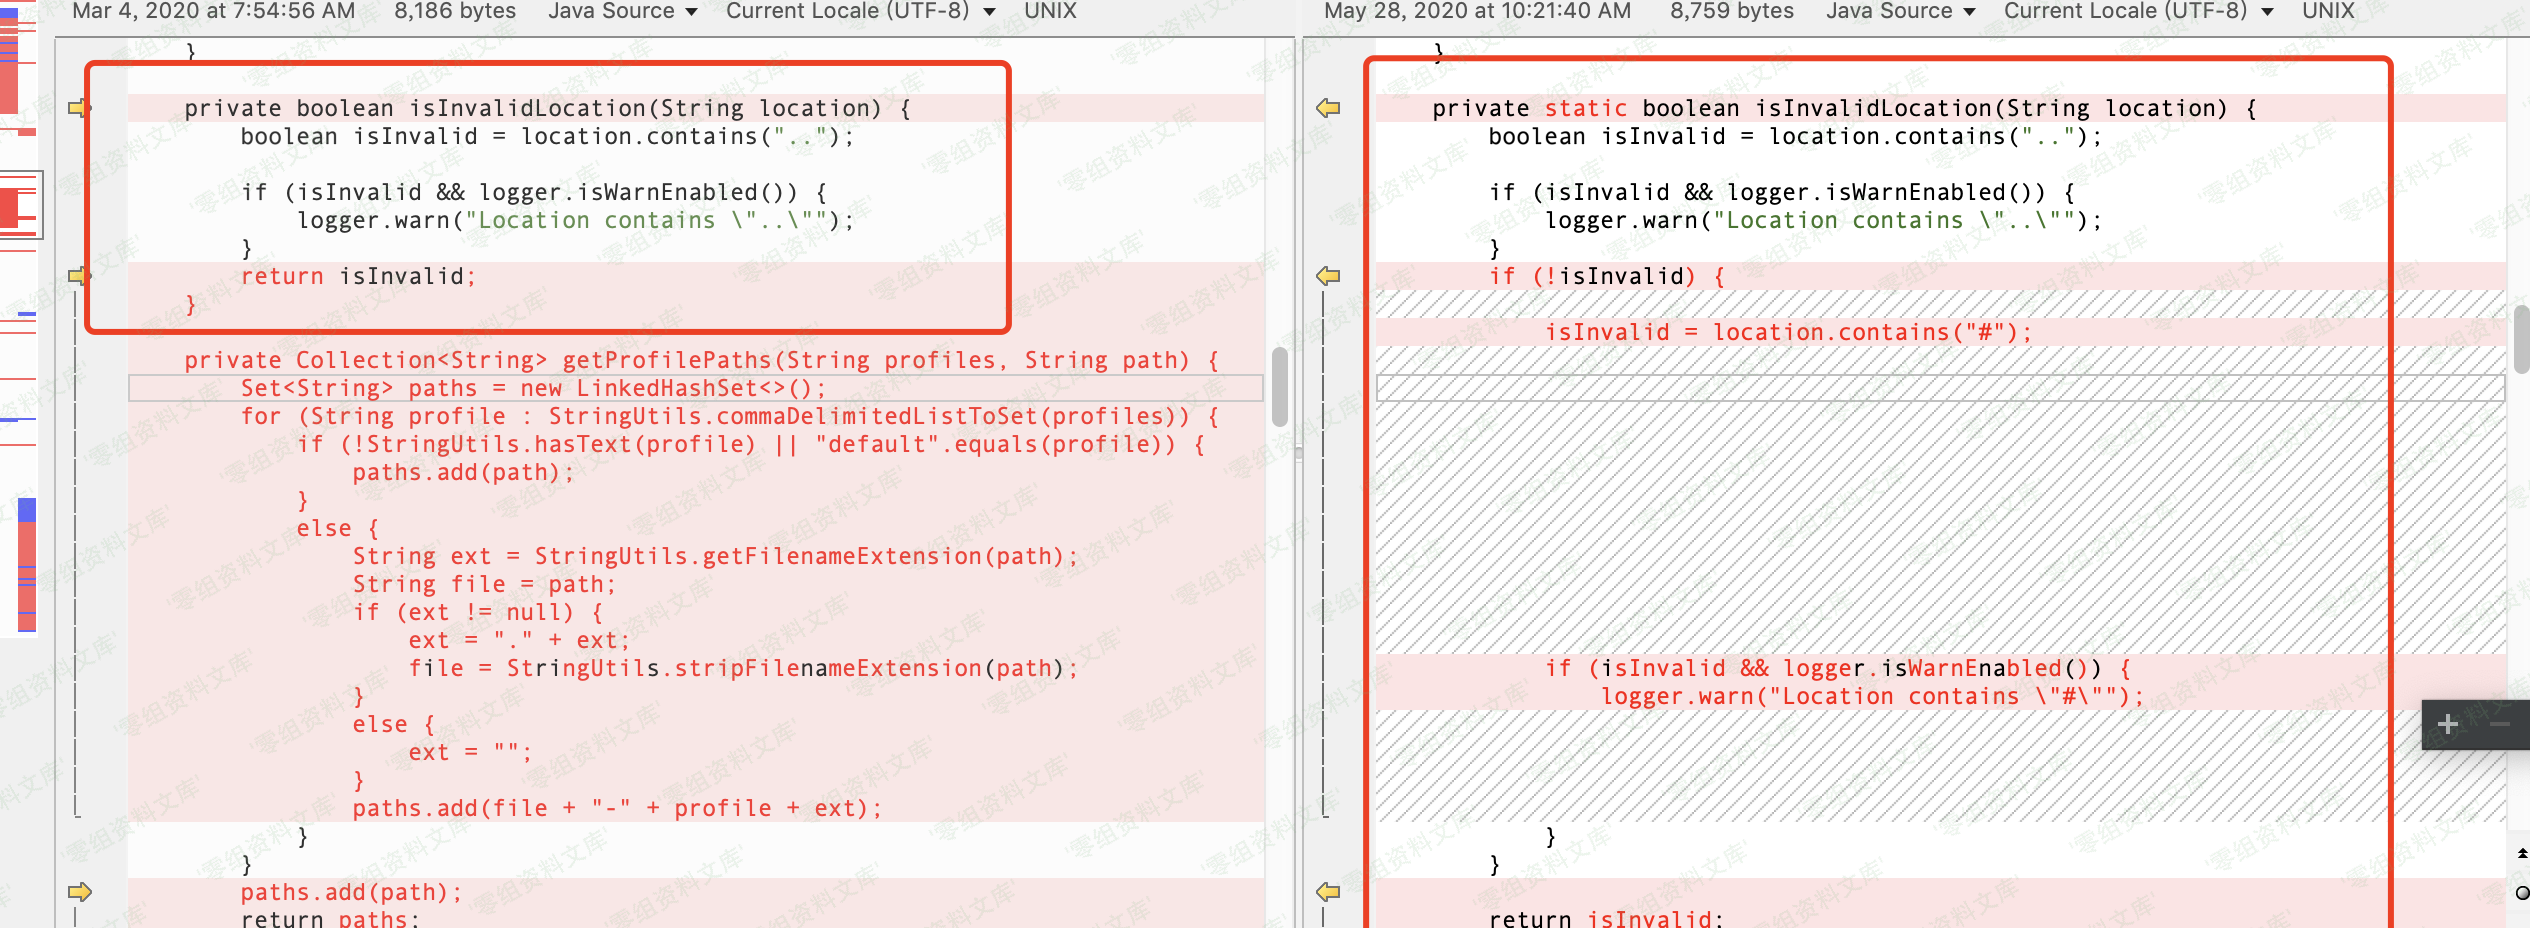 Mar 4, 2020 at 7:54:56 AM 8,186 bytes Java Source Current Locale (UTF-8) UNIX
}
private boolean isInvalidLocation(String location) {
boolean isInvalid = location.contains("..");
if (isInvalid && logger.isWarnEnabled()) {
logger.warn("Location contains \"..\"");
}
return isInvalid;
}
private Collection<String> getProfilePaths(String profiles, String path) {
Set<String> paths = new LinkedHashSet<>();
for (String profile : StringUtils.commaDelimitedListToSet(profiles)) {
if (!StringUtils.hasText(profile) || "default".equals(profile)) {
paths.add(path);
}
else {
String ext = StringUtils.getFilenameExtension(path);
String file = path;
if (ext != null) {
ext = "." + ext;
file = StringUtils.stripFilenameExtension(path);
}
else {
ext = "";
}
paths.add(file + "-" + profile + ext);
}
}
paths.add(path);
return paths;
May 28, 2020 at 10:21:40 AM 8,759 bytes Java Source Current Locale (UTF-8) UNIX
}
private static boolean isInvalidLocation(String location) {
boolean isInvalid = location.contains("..");
if (isInvalid && logger.isWarnEnabled()) {
logger.warn("Location contains \"..\"");
}
if (!isInvalid) {
isInvalid = location.contains("#");
if (isInvalid && logger.isWarnEnabled()) {
logger.warn("Location contains \"#\"");
}
}
return isInvalid;
'零组资料文库'